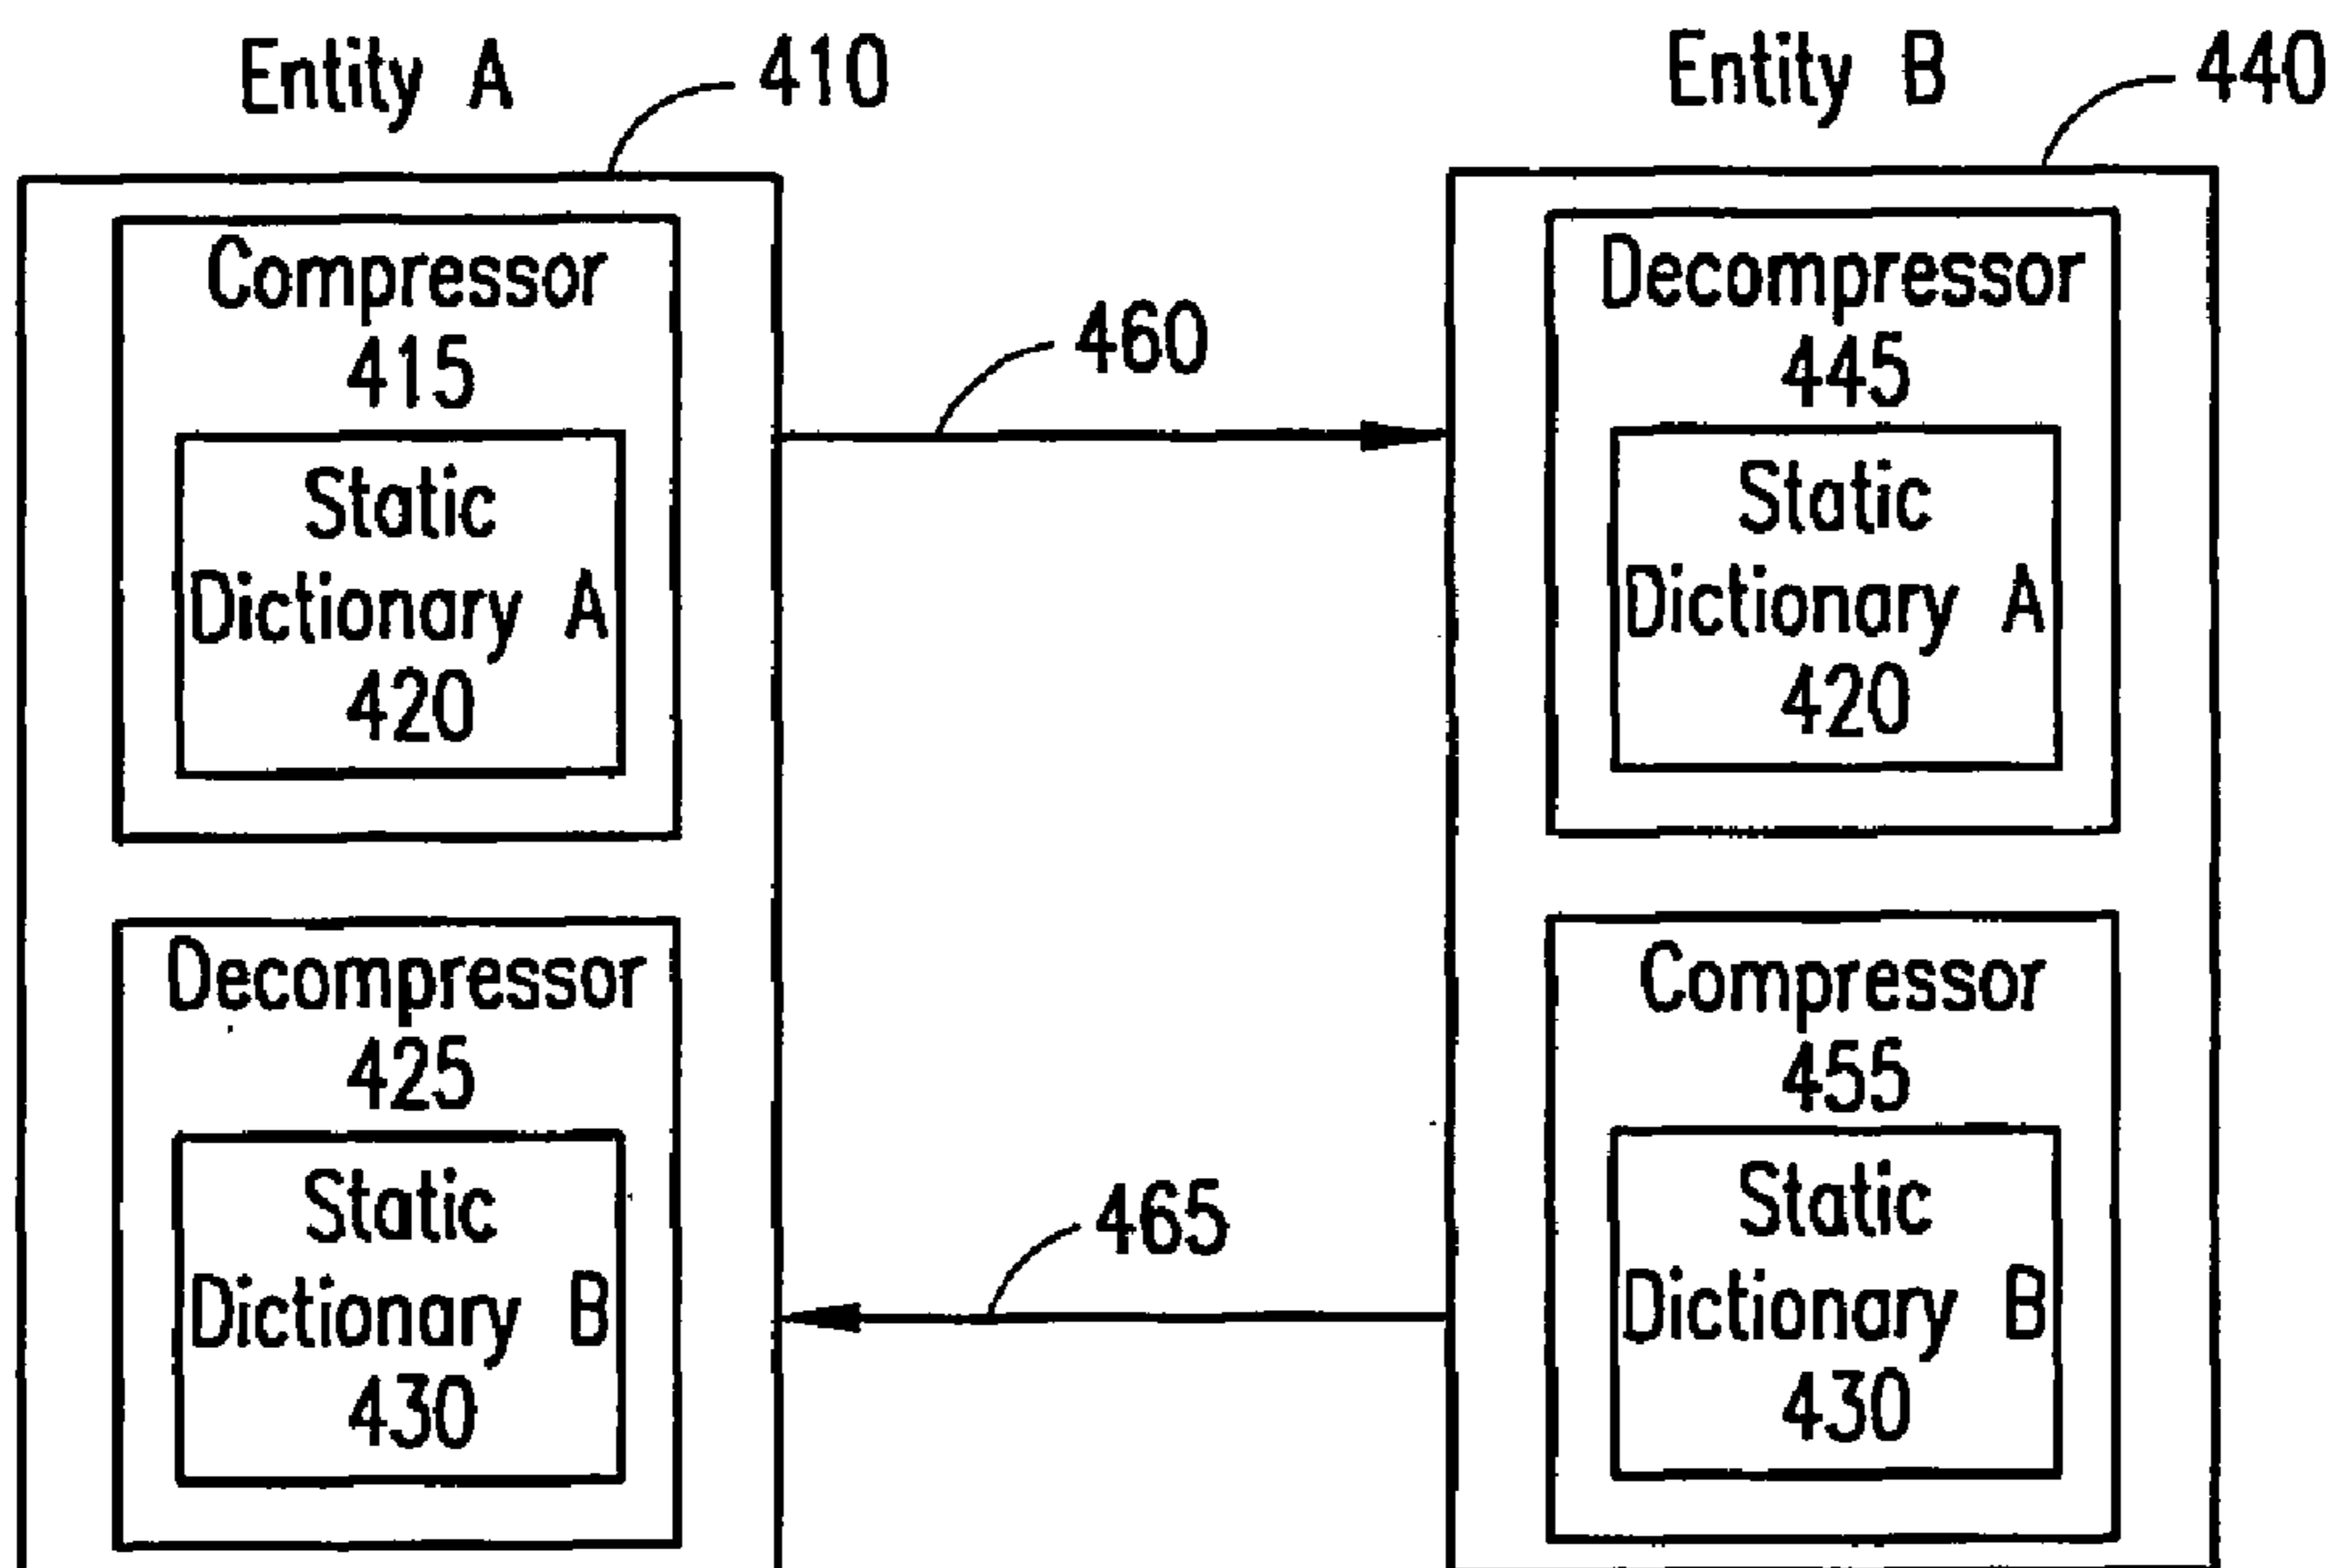 Entity A
410
Entity B
440
Compressor
415
Static
Dictionary A
420
460
Decompressor
445
Static
Dictionary A
420
Decompressor
425
Static
Dictionary B
430
465
Compressor
455
Static
Dictionary B
430